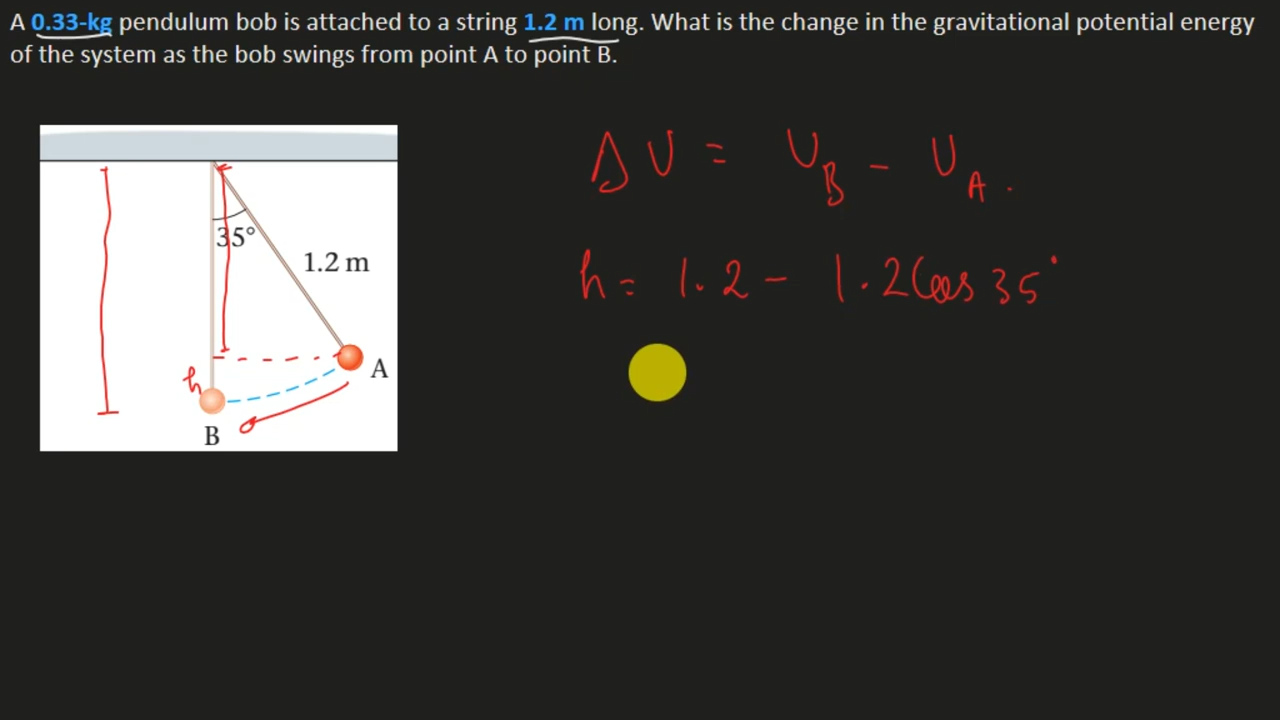 A 0.33-kg pendulum bob is attached to a string 1.2 m long. What is the change in the gravitational potential energy
of the system as the bob swings from point A to point B.
ΔU = U_B - U_A.
35°
1.2 m
h = 1.2 - 1.2 Cos 35°
A
h
B